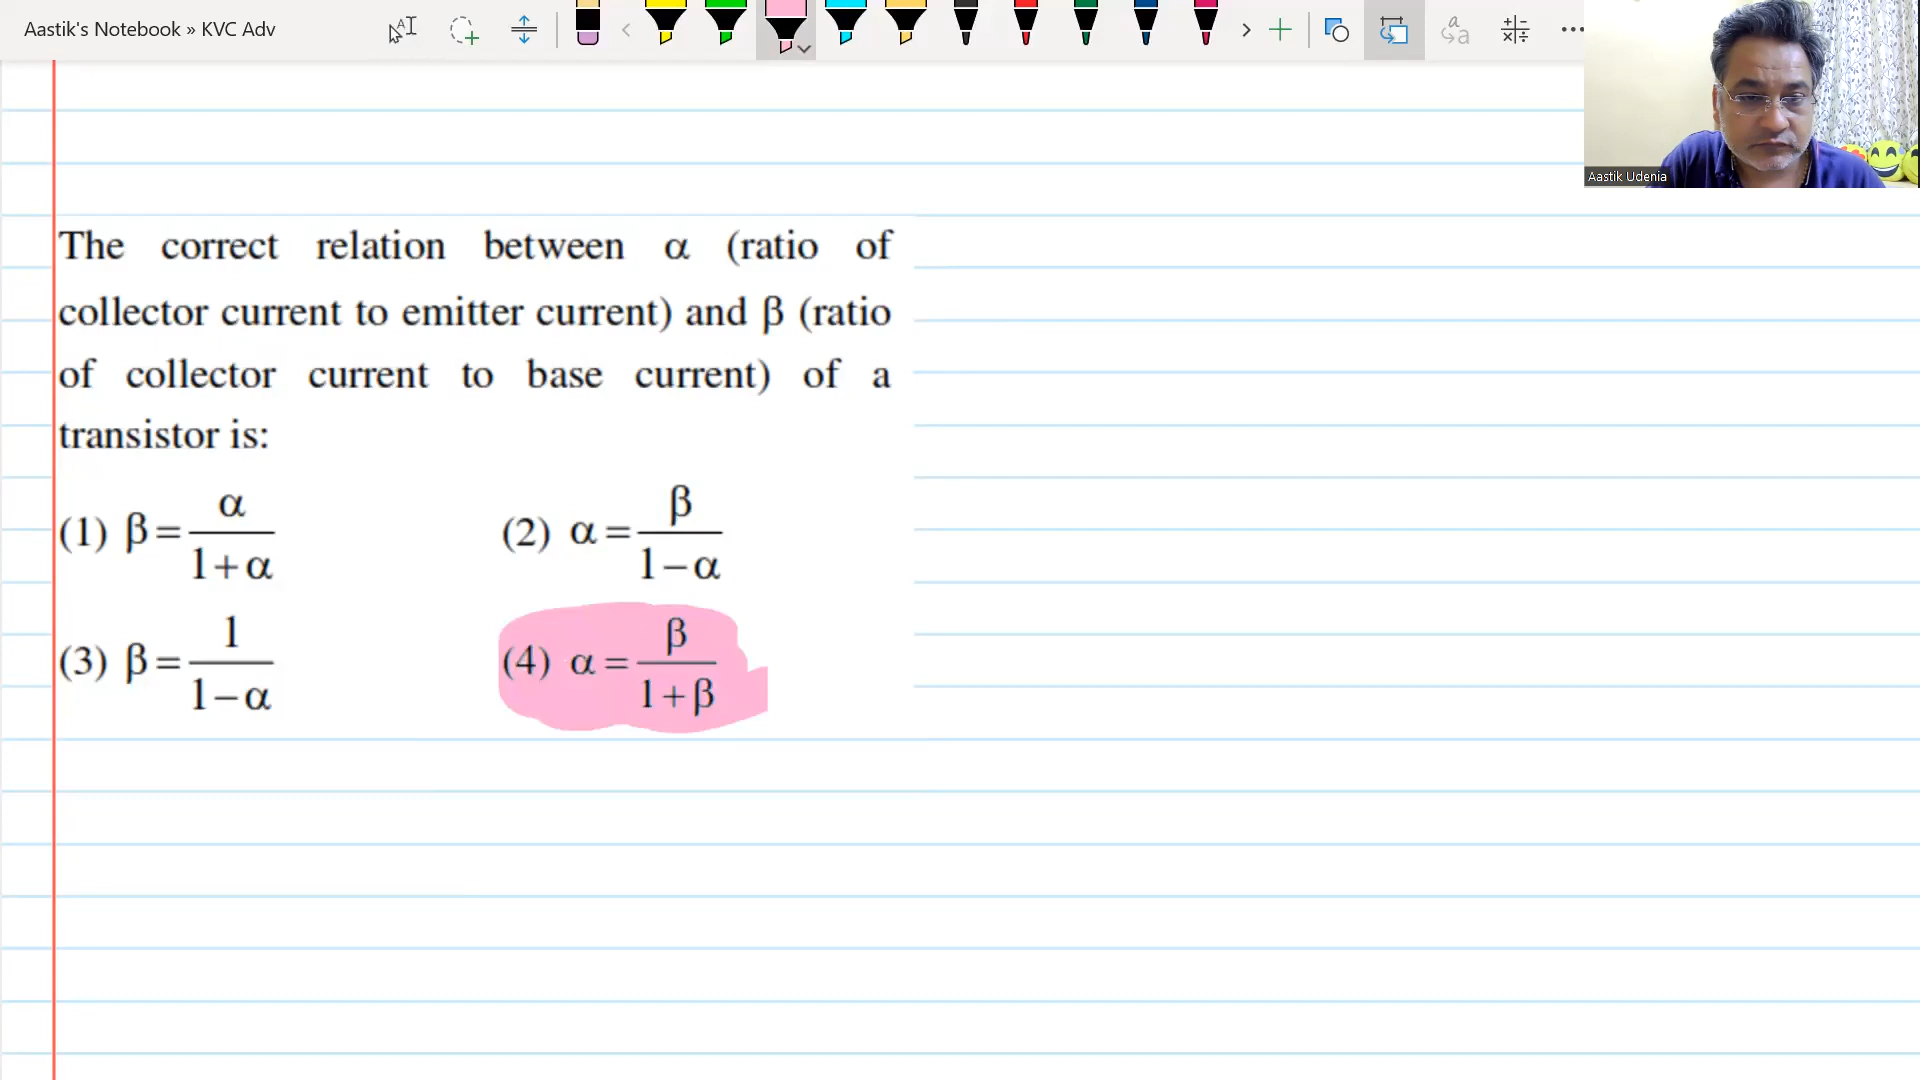 Aastik's Notebook » KVC Adv
Aastik Udenia
The correct relation between α (ratio of
collector current to emitter current) and β (ratio
of collector current to base current) of a
transistor is:
(1) β = α / 1 + α (2) α = β / 1 − α
(3) β = 1 / 1 − α (4) α = β / 1 + β